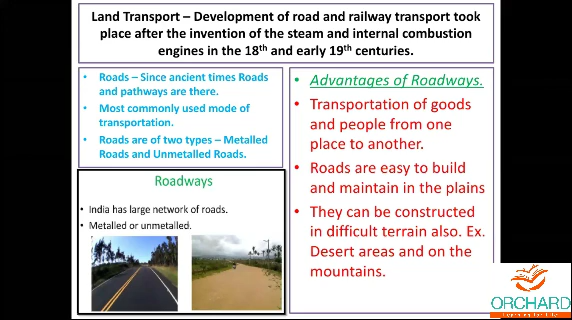 Land Transport – Development of road and railway transport took
place after the invention of the steam and internal combustion
engines in the 18th and early 19th centuries.
• Roads – Since ancient times Roads
and pathways are there.
• Most commonly used mode of
transportation.
• Roads are of two types – Metalled
Roads and Unmetalled Roads.
Roadways
• India has large network of roads.
• Metalled or unmetalled.
• Advantages of Roadways.
• Transportation of goods
and people from one
place to another.
• Roads are easy to build
and maintain in the plains
• They can be constructed
in difficult terrain also. Ex.
Desert areas and on the
mountains.
ORCHARD